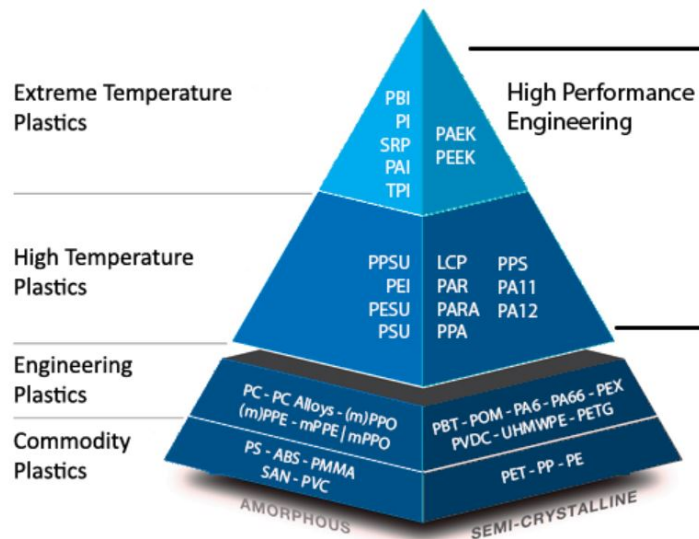 Extreme Temperature
Plastics
PBI
PI
SRP
PAI
TPI
PAEK
PEEK
High Performance
Engineering
High Temperature
Plastics
PPSU
PEI
PESU
PSU
LCP
PAR
PARA
PPA
PPS
PA11
PA12
Engineering
Plastics
PC - PC Alloys - (m)PPO
(m)PPE - mPPE | mPPO
PBT - POM - PA6 - PA66 - PEX
PVDC - UHMWPE - PETG
Commodity
Plastics
PS - ABS - PMMA
SAN - PVC
PET - PP - PE
AMORPHOUS
SEMI-CRYSTALLINE